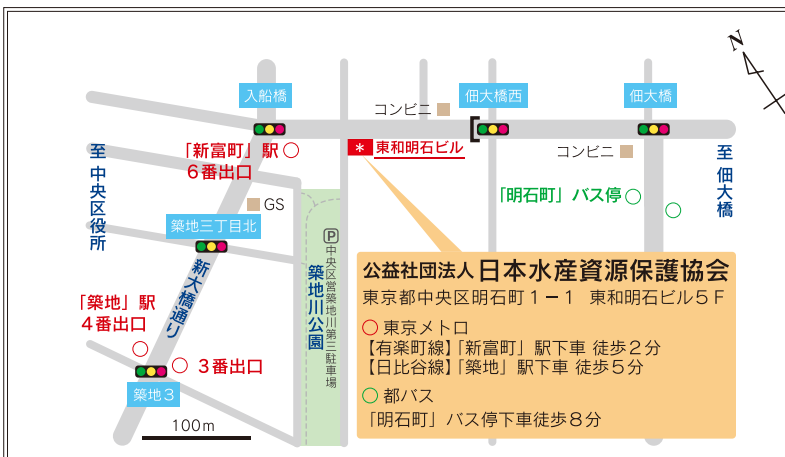 N
入船橋
コンビニ
佃大橋西
佃大橋
「新富町」駅
6番出口
* 東和明石ビル
コンビニ
至 中央区役所
至 佃大橋
「明石町」バス停
GS
築地三丁目北
新大橋通り
P 中央区営築地川第三駐車場
築地川公園
「築地」駅
4番出口
3番出口
築地3
100m
公益社団法人 日本水産資源保護協会
東京都中央区明石町1-1 東和明石ビル5F
東京メトロ
【有楽町線】「新富町」駅下車 徒歩2分
【日比谷線】「築地」駅下車 徒歩5分
都バス
「明石町」バス停下車徒歩8分